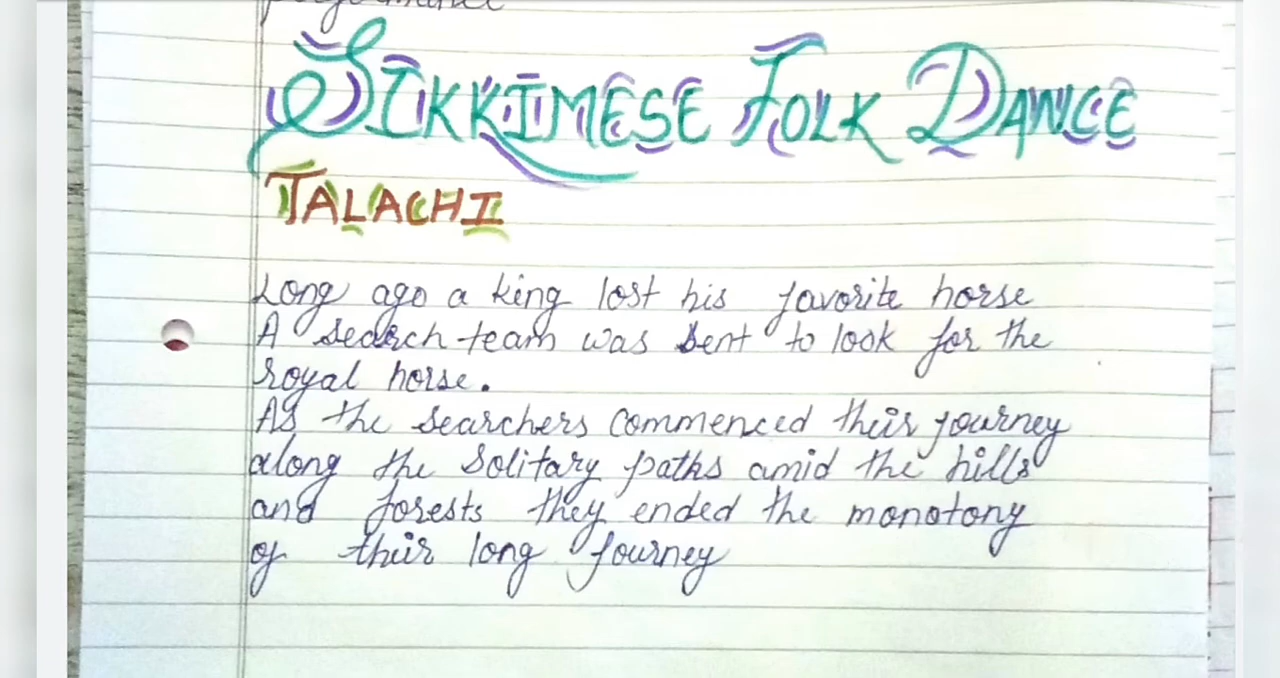 SIKKIMESE FOLK DANCE
TALACHI
Long ago a king lost his favorite horse
A search team was sent to look for the
royal horse.
As the searchers commenced their journey
along the solitary paths amid the hills
and forests they ended the monotony
of their long journey